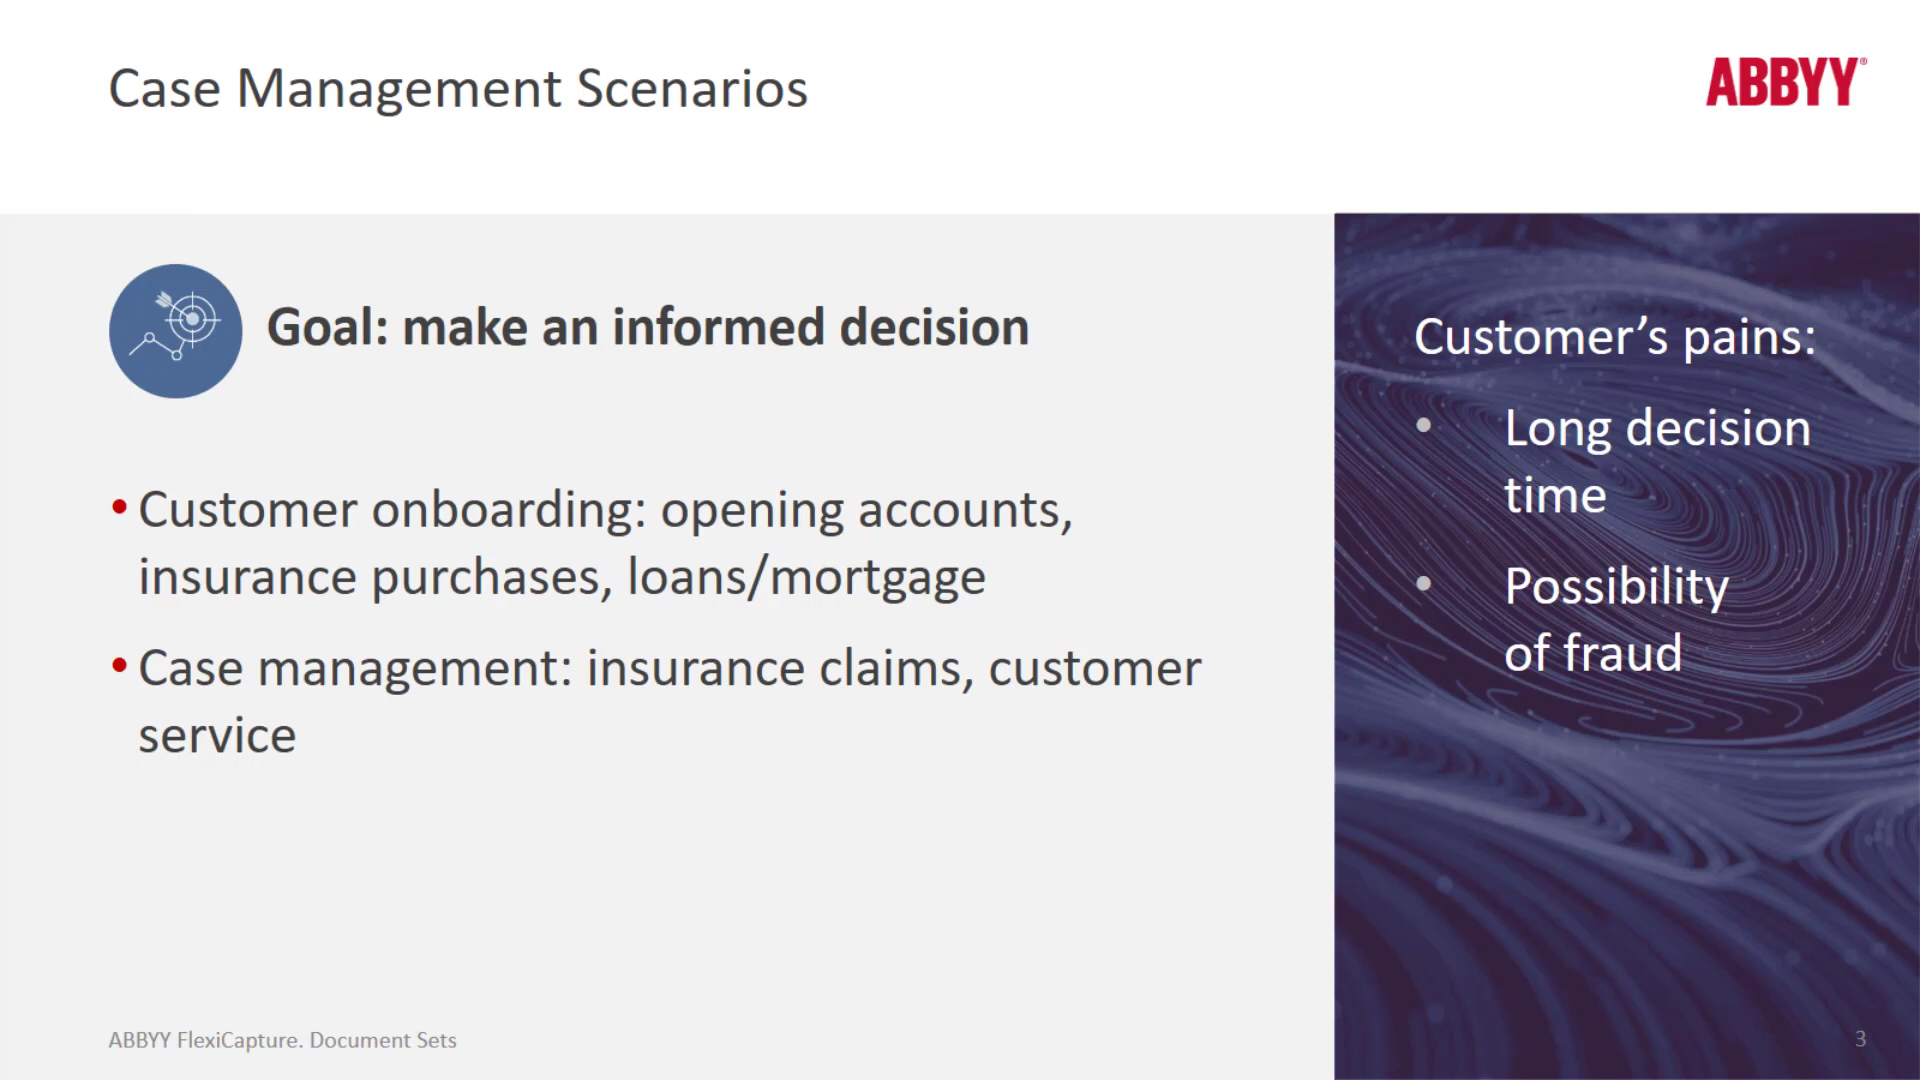 Case Management Scenarios
ABBYY®
Goal: make an informed decision
• Customer onboarding: opening accounts,
insurance purchases, loans/mortgage
• Case management: insurance claims, customer
service
Customer’s pains:
• Long decision
time
• Possibility
of fraud
ABBYY FlexiCapture. Document Sets
3